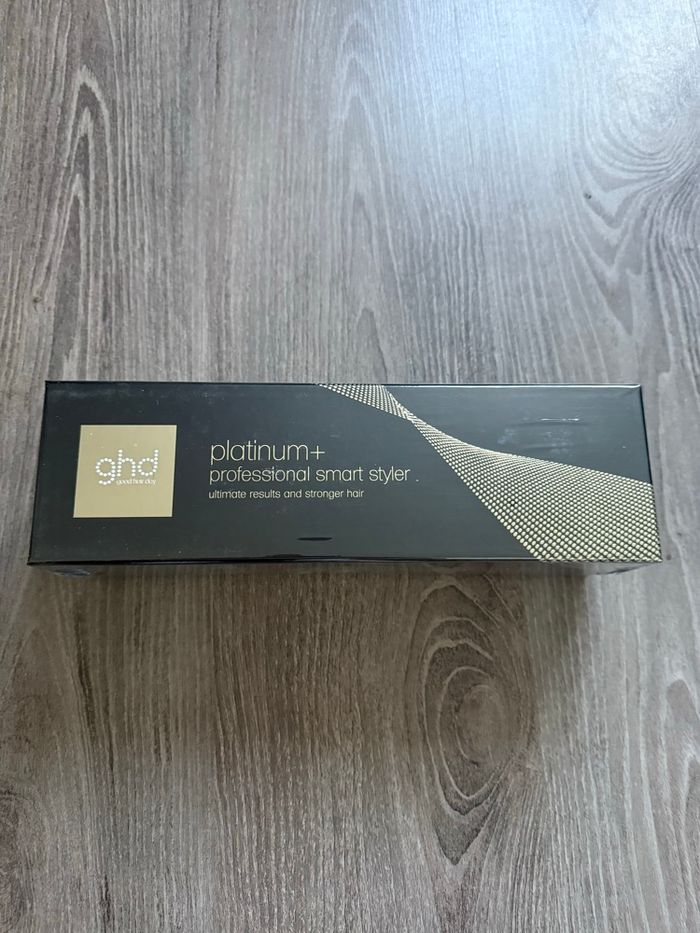 ghd
good hair day
platinum+
professional smart styler
ultimate results and stronger hair